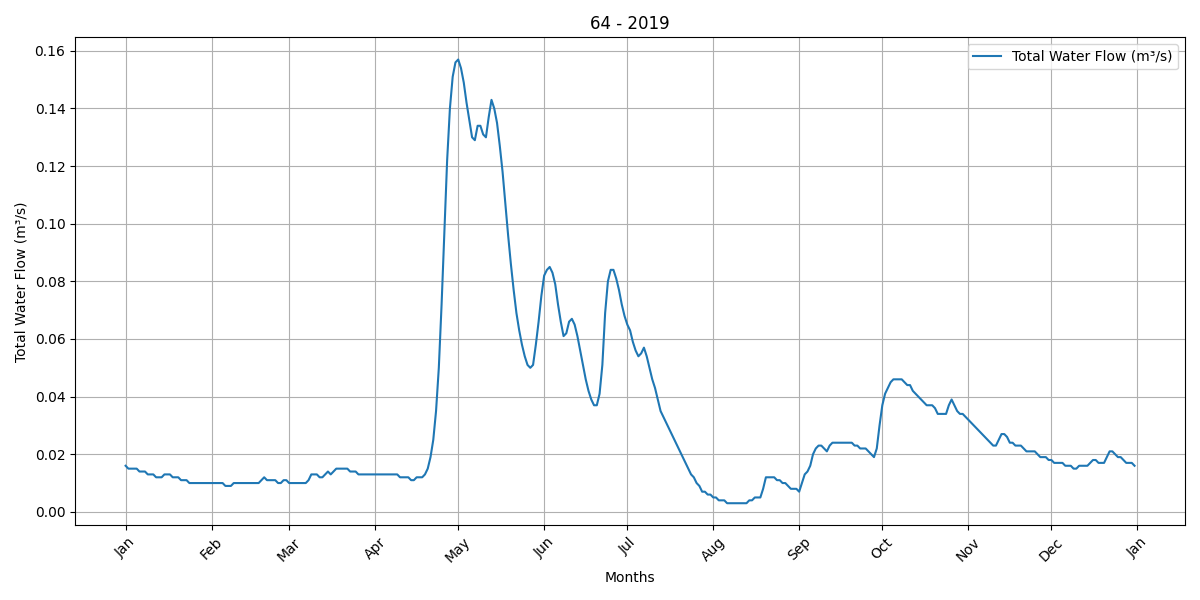 64 - 2019
Total Water Flow (m³/s)
0.16
0.14
0.12
0.10
0.08
0.06
0.04
0.02
0.00
Total Water Flow (m³/s)
Jan
Feb
Mar
Apr
May
Jun
Jul
Aug
Sep
Oct
Nov
Dec
Jan
Months